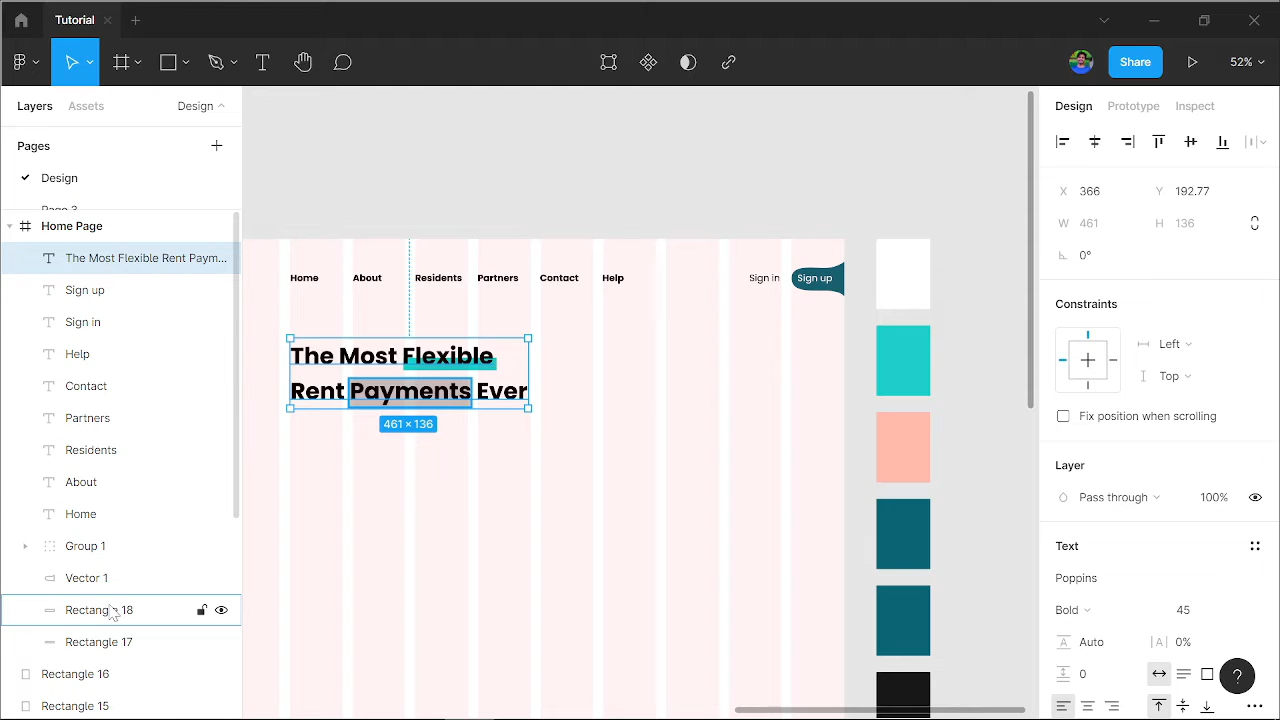 Tutorial
Share
52%
Layers
Assets
Design
Design
Prototype
Inspect
Pages
Design
Page 3
Home Page
The Most Flexible Rent Paym...
Sign up
Sign in
Help
Contact
Partners
Residents
About
Home
Group 1
Vector 1
Rectangle 18
Rectangle 17
Rectangle 16
Rectangle 15
Home
About
Residents
Partners
Contact
Help
Sign in
Sign up
The Most Flexible
Rent Payments Ever
461 × 136
X 366
Y 192.77
W 461
H 136
0°
Constraints
Left
Top
Fix position when scrolling
Layer
Pass through
100%
Text
Poppins
Bold
45
A Auto
|A| 0%
0
?